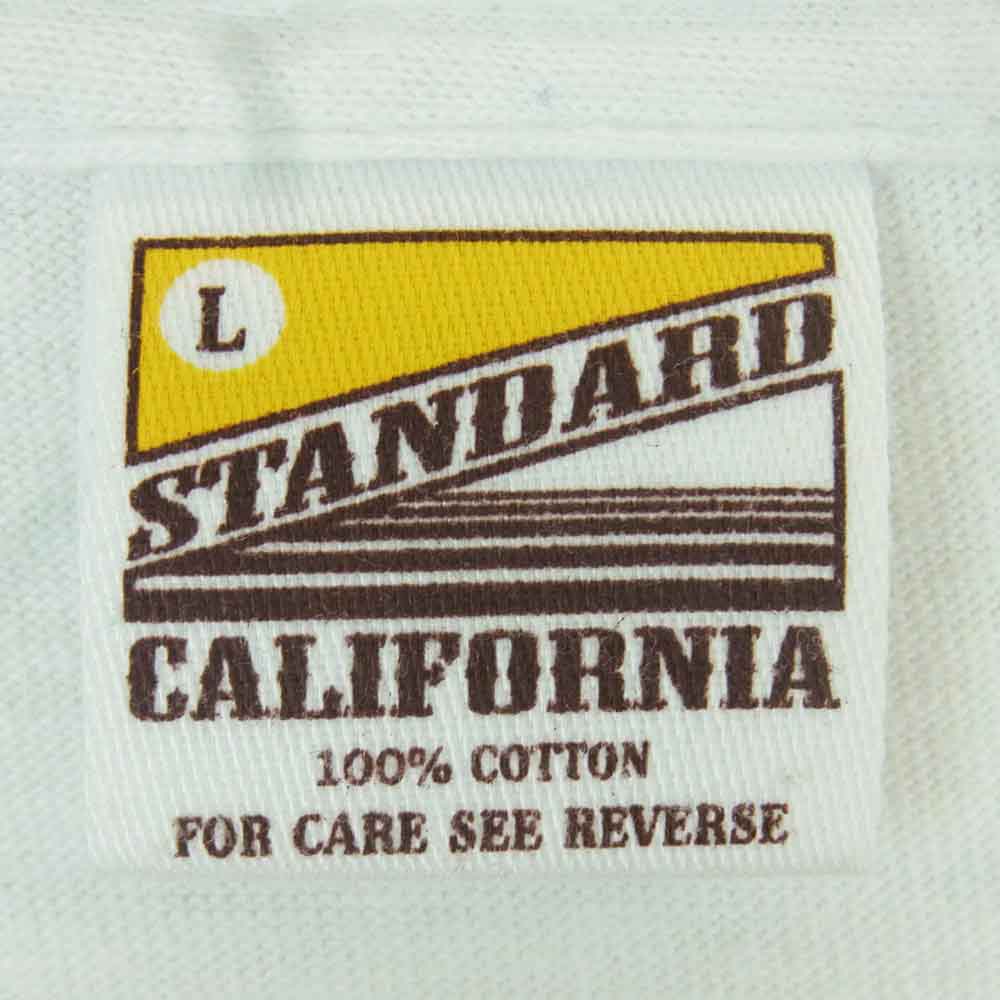 L
STANDARD
CALIFORNIA
100% COTTON
FOR CARE SEE REVERSE